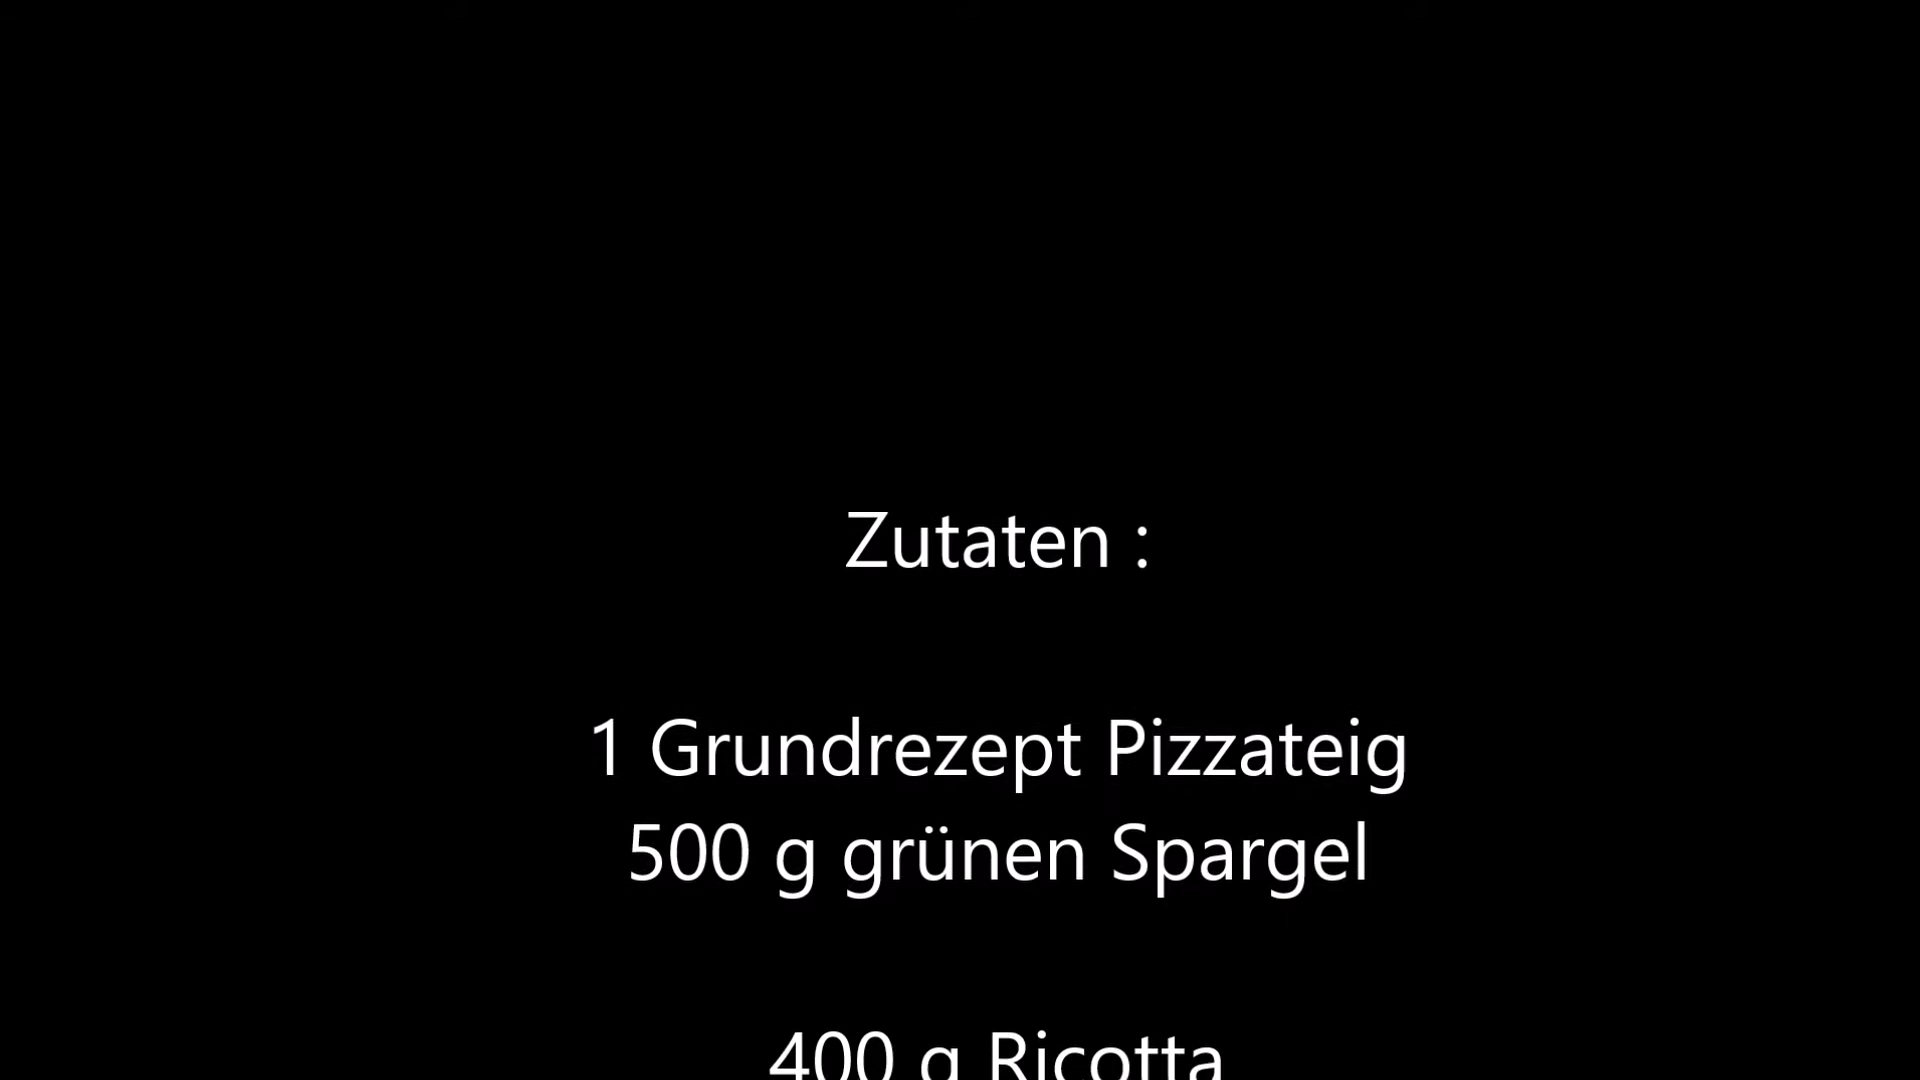 Zutaten :
1 Grundrezept Pizzateig
500 g grünen Spargel
400 g Ricotta